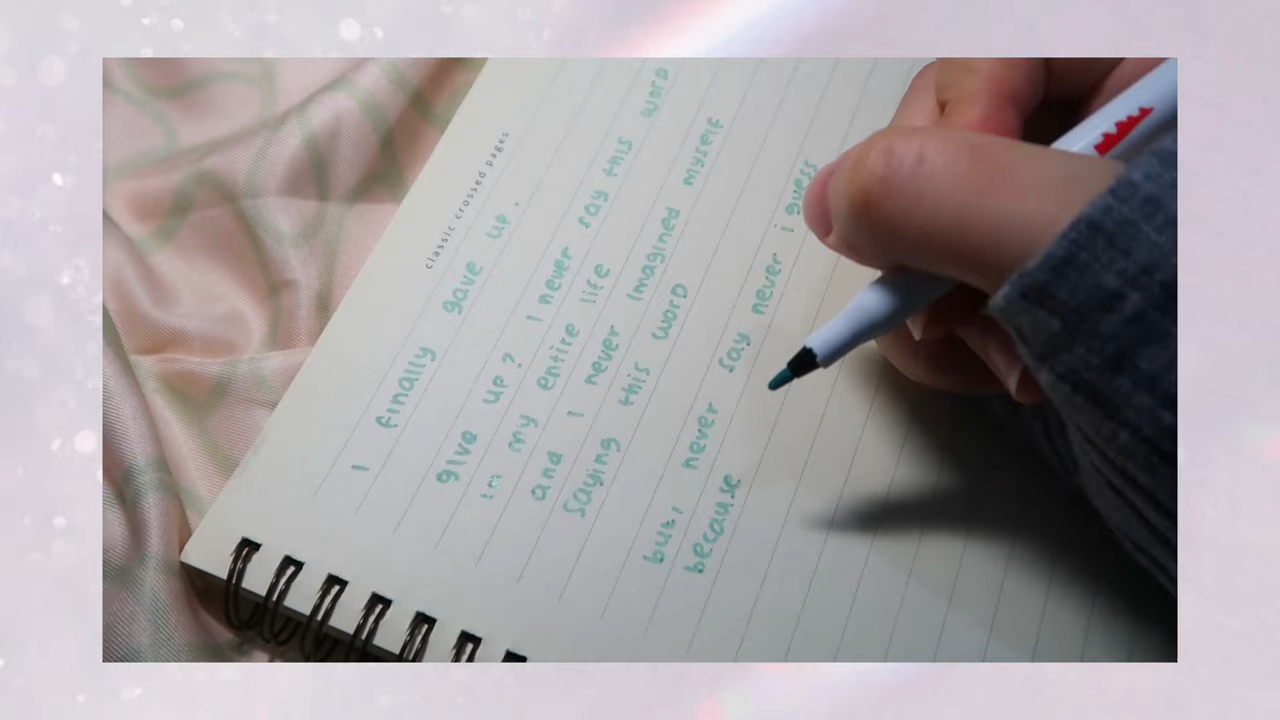 classic crossed pages
I finally gave up.
give up? I never say this word
in my entire life
and I never imagined myself
saying this word
but, never say never i guess
because